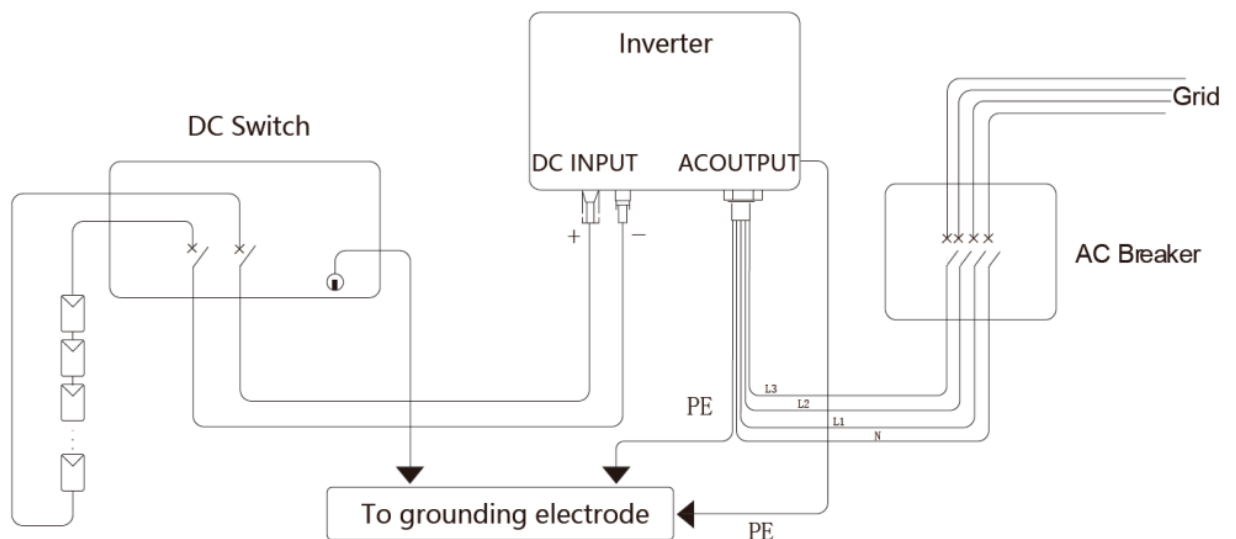 Inverter
Grid
DC Switch
DC INPUT
ACOUTPUT
+
−
AC Breaker
L3
PE
L2
L1
N
To grounding electrode
PE